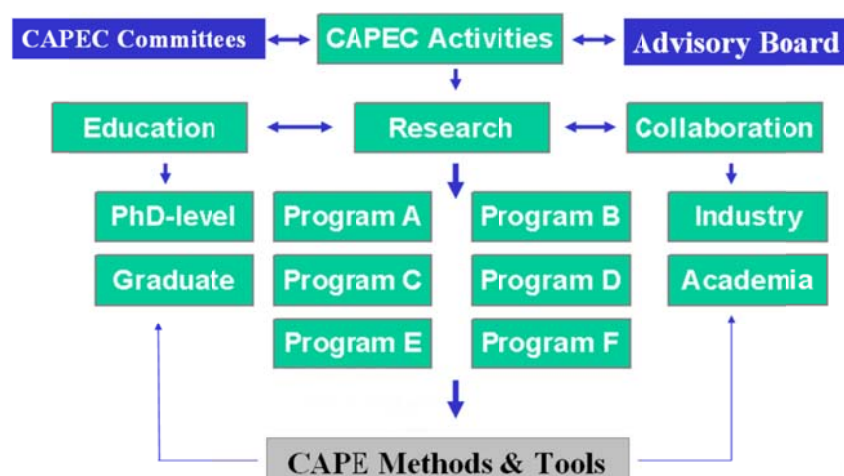 CAPEC Committees
CAPEC Activities
Advisory Board
Education
Research
Collaboration
PhD-level
Program A
Program B
Industry
Graduate
Program C
Program D
Academia
Program E
Program F
CAPE Methods & Tools